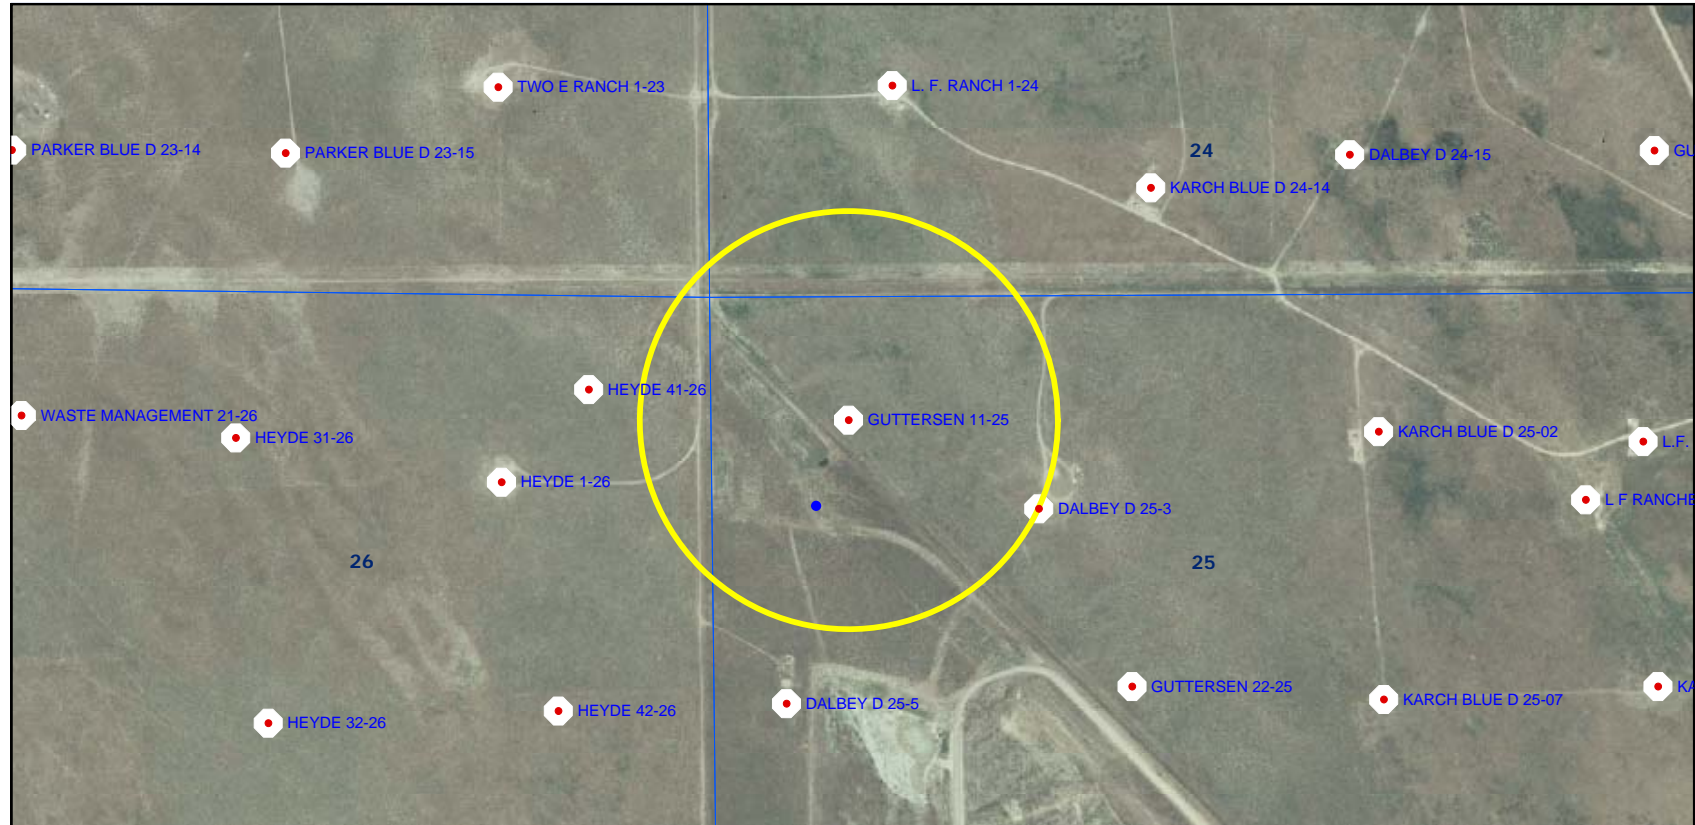 TWO E RANCH 1-23
L. F. RANCH 1-24
PARKER BLUE D 23-14
PARKER BLUE D 23-15
24
DALBEY D 24-15
GU
KARCH BLUE D 24-14
HEYDE 41-26
WASTE MANAGEMENT 21-26
GUTTERSEN 11-25
HEYDE 31-26
KARCH BLUE D 25-02
L.F.
HEYDE 1-26
L F RANCHE
DALBEY D 25-3
26
25
GUTTERSEN 22-25
KA
DALBEY D 25-5
KARCH BLUE D 25-07
HEYDE 42-26
HEYDE 32-26